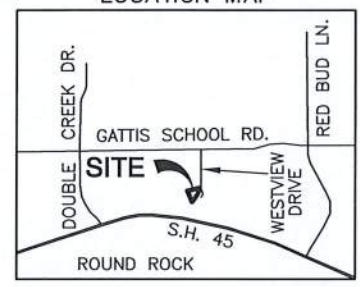 LOCATION MAP
DOUBLE CREEK DR.
RED BUD LN.
GATTIS SCHOOL RD.
SITE
WESTVIEW
DRIVE
S.H. 45
ROUND ROCK